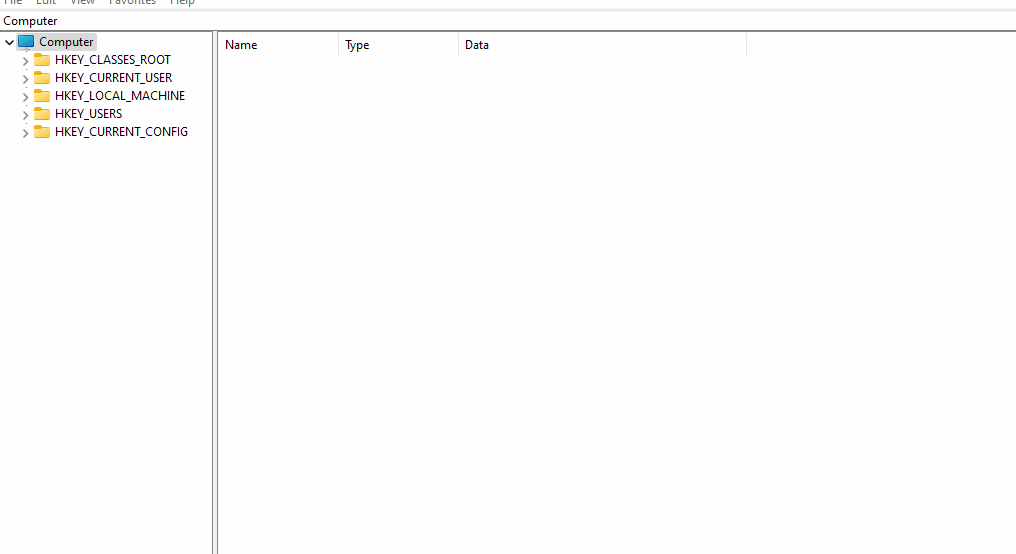 File Edit View Favorites Help
Computer
Computer
HKEY_CLASSES_ROOT
HKEY_CURRENT_USER
HKEY_LOCAL_MACHINE
HKEY_USERS
HKEY_CURRENT_CONFIG
Name Type Data